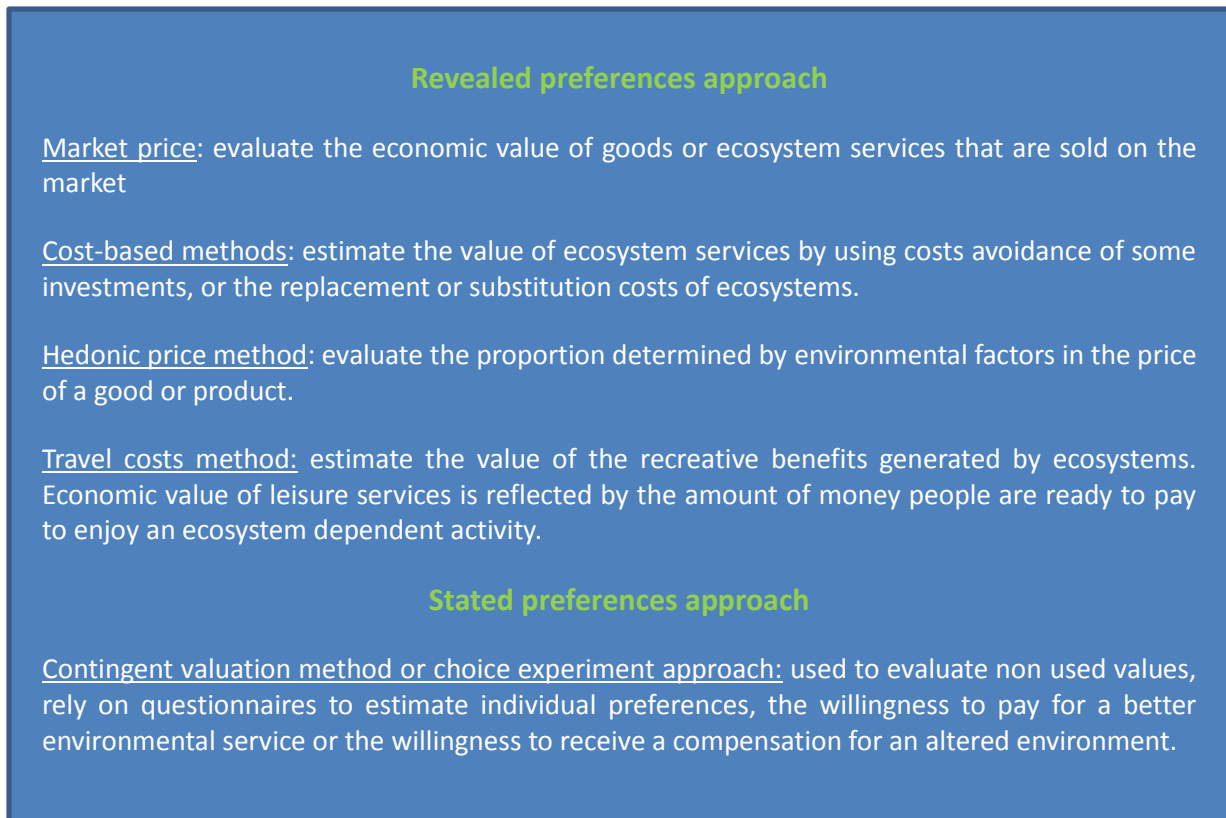 Revealed preferences approach
Market price: evaluate the economic value of goods or ecosystem services that are sold on the
market
Cost-based methods: estimate the value of ecosystem services by using costs avoidance of some
investments, or the replacement or substitution costs of ecosystems.
Hedonic price method: evaluate the proportion determined by environmental factors in the price
of a good or product.
Travel costs method: estimate the value of the recreative benefits generated by ecosystems.
Economic value of leisure services is reflected by the amount of money people are ready to pay
to enjoy an ecosystem dependent activity.
Stated preferences approach
Contingent valuation method or choice experiment approach: used to evaluate non used values,
rely on questionnaires to estimate individual preferences, the willingness to pay for a better
environmental service or the willingness to receive a compensation for an altered environment.